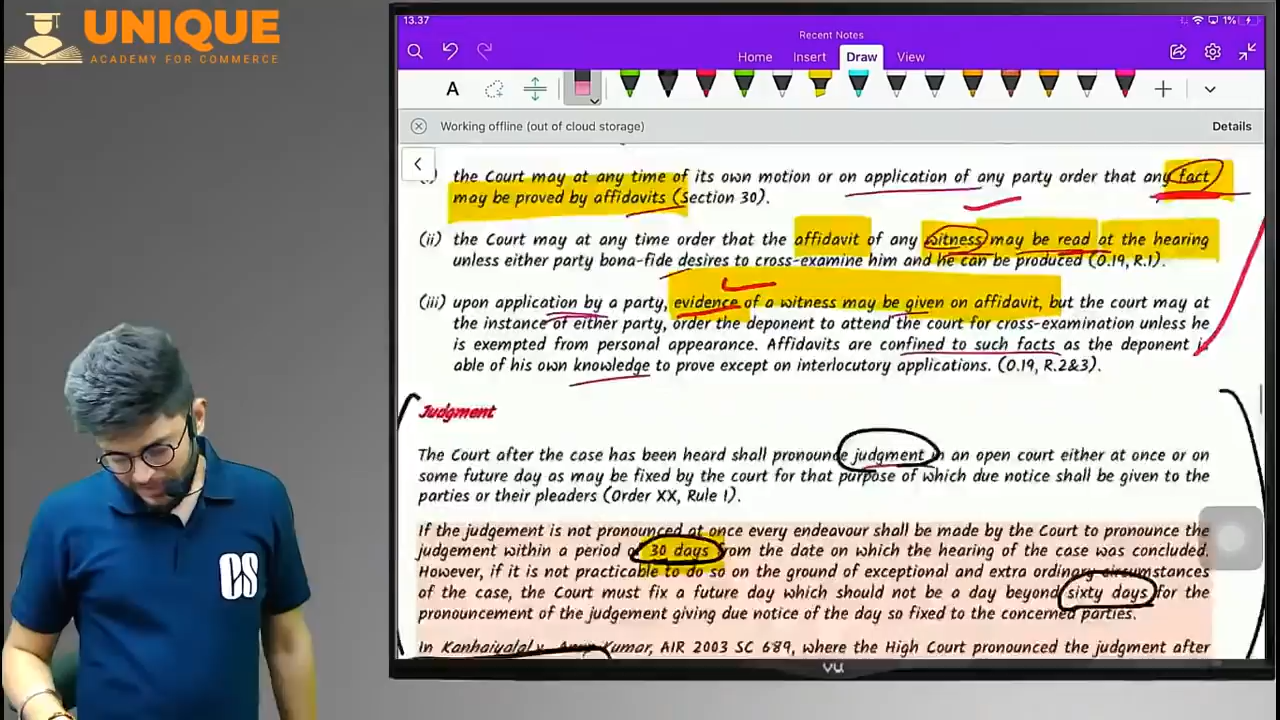 UNIQUE
ACADEMY FOR COMMERCE
13.37
1%
Recent Notes
Home Insert Draw View
A
Working offline (out of cloud storage)
Details
the Court may at any time of its own motion or on application of any party order that any fact
may be proved by affidavits (Section 30).
(ii) the Court may at any time order that the affidavit of any witness may be read at the hearing
unless either party bona-fide desires to cross-examine him and he can be produced (O.19, R.1).
(iii) upon application by a party, evidence of a witness may be given on affidavit, but the court may at
the instance of either party, order the deponent to attend the court for cross-examination unless he
is exempted from personal appearance. Affidavits are confined to such facts as the deponent is
able of his own knowledge to prove except on interlocutory applications. (O.19, R.2&3).
Judgment
The Court after the case has been heard shall pronounce judgment in an open court either at once or on
some future day as may be fixed by the court for that purpose of which due notice shall be given to the
parties or their pleaders (Order XX, Rule 1).
If the judgement is not pronounced at once every endeavour shall be made by the Court to pronounce the
judgement within a period of 30 days from the date on which the hearing of the case was concluded.
However, if it is not practicable to do so on the ground of exceptional and extra ordinary circumstances
of the case, the Court must fix a future day which should not be a day beyond sixty days for the
pronouncement of the judgement giving due notice of the day so fixed to the concerned parties.
In Kanhaiyalal v. Anup Kumar, AIR 2003 SC 689, where the High Court pronounced the judgment after
CS
vu